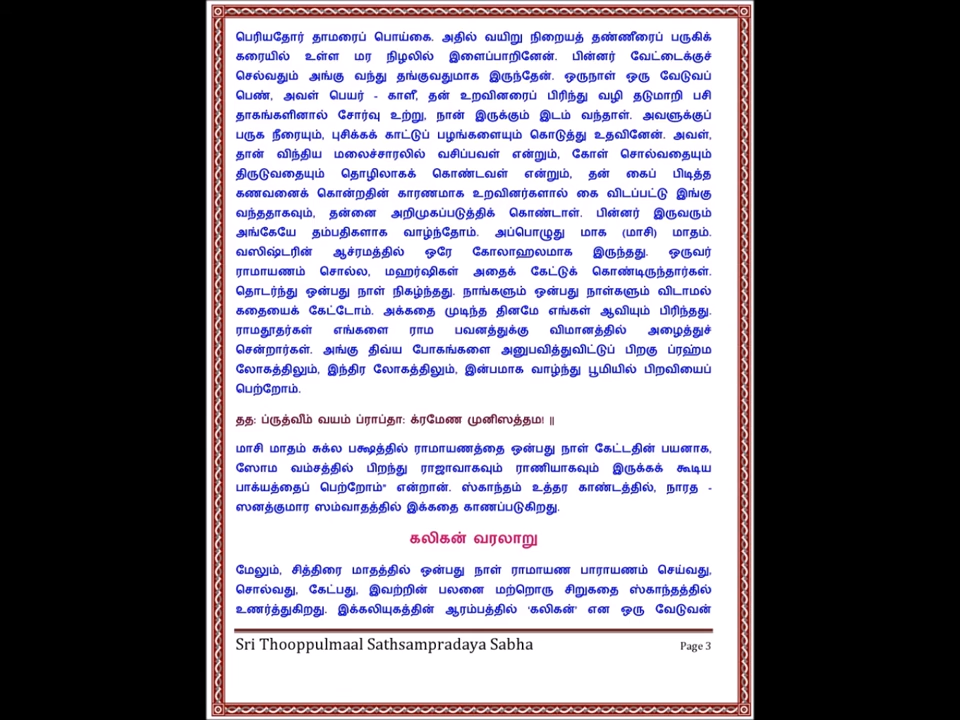 பெரியதோர் தாமரைப் பொய்கை. அதில் வயிறு நிறையத் தண்ணீரைப் பருகிக்
கரையில் உள்ள மர நிழலில் இளைப்பாறினேன். பின்னர் வேட்டைக்குச்
செல்வதும் அங்கு வந்து தங்குவதுமாக இருந்தேன். ஒருநாள் ஒரு வேடுவப்
பெண், அவள் பெயர் - காளீ, தன் உறவினரைப் பிரிந்து வழி தடுமாறி பசி
தாகங்களினால் சோர்வு உற்று, நான் இருக்கும் இடம் வந்தாள். அவளுக்குப்
பருக நீரையும், புசிக்கக் காட்டுப் பழங்களையும் கொடுத்து உதவினேன். அவள்,
தான் விந்திய மலைச்சாரலில் வசிப்பவள் என்றும், கோள் சொல்வதையும்
திருடுவதையும் தொழிலாகக் கொண்டவள் என்றும், தன் கைப் பிடித்த
கணவனைக் கொன்றதின் காரணமாக உறவினர்களால் கை விடப்பட்டு இங்கு
வந்ததாகவும், தன்னை அறிமுகப்படுத்திக் கொண்டாள். பின்னர் இருவரும்
அங்கேயே தம்பதிகளாக வாழ்ந்தோம். அப்பொழுது மாக (மாசி) மாதம்.
வஸிஷ்டரின் ஆச்ரமத்தில் ஒரே கோலாஹலமாக இருந்தது. ஒருவர்
ராமாயணம் சொல்ல, மஹர்ஷிகள் அதைக் கேட்டுக் கொண்டிருந்தார்கள்.
தொடர்ந்து ஒன்பது நாள் நிகழ்ந்தது. நாங்களும் ஒன்பது நாள்களும் விடாமல்
கதையைக் கேட்டோம். அக்கதை முடிந்த தினமே எங்கள் ஆவியும் பிரிந்தது.
ராமதூதர்கள் எங்களை ராம பவனத்துக்கு விமானத்தில் அழைத்துச்
சென்றார்கள். அங்கு திவ்ய போகங்களை அனுபவித்துவிட்டுப் பிறகு ப்ரஹ்ம
லோகத்திலும், இந்திர லோகத்திலும், இன்பமாக வாழ்ந்து பூமியில் பிறவியைப்
பெற்றோம்.
தத: ப்ருத்வீம் வயம் ப்ராப்தா: க்ரமேண முனிஸத்தம! ||
மாசி மாதம் சுக்ல பக்ஷத்தில் ராமாயணத்தை ஒன்பது நாள் கேட்டதின் பயனாக,
ஸோம வம்சத்தில் பிறந்து ராஜாவாகவும் ராணியாகவும் இருக்கக் கூடிய
பாக்யத்தைப் பெற்றோம்" என்றான். ஸ்காந்தம் உத்தர காண்டத்தில், நாரத -
ஸனத்குமார ஸம்வாதத்தில் இக்கதை காணப்படுகிறது.
கலிகன் வரலாறு
மேலும், சித்திரை மாதத்தில் ஒன்பது நாள் ராமாயண பாராயணம் செய்வது,
சொல்வது, கேட்பது, இவற்றின் பலனை மற்றொரு சிறுகதை ஸ்காந்தத்தில்
உணர்த்துகிறது. இக்கலியுகத்தின் ஆரம்பத்தில் 'கலிகன்' என ஒரு வேடுவன்
Sri Thooppulmaal Sathsampradaya Sabha
Page 3